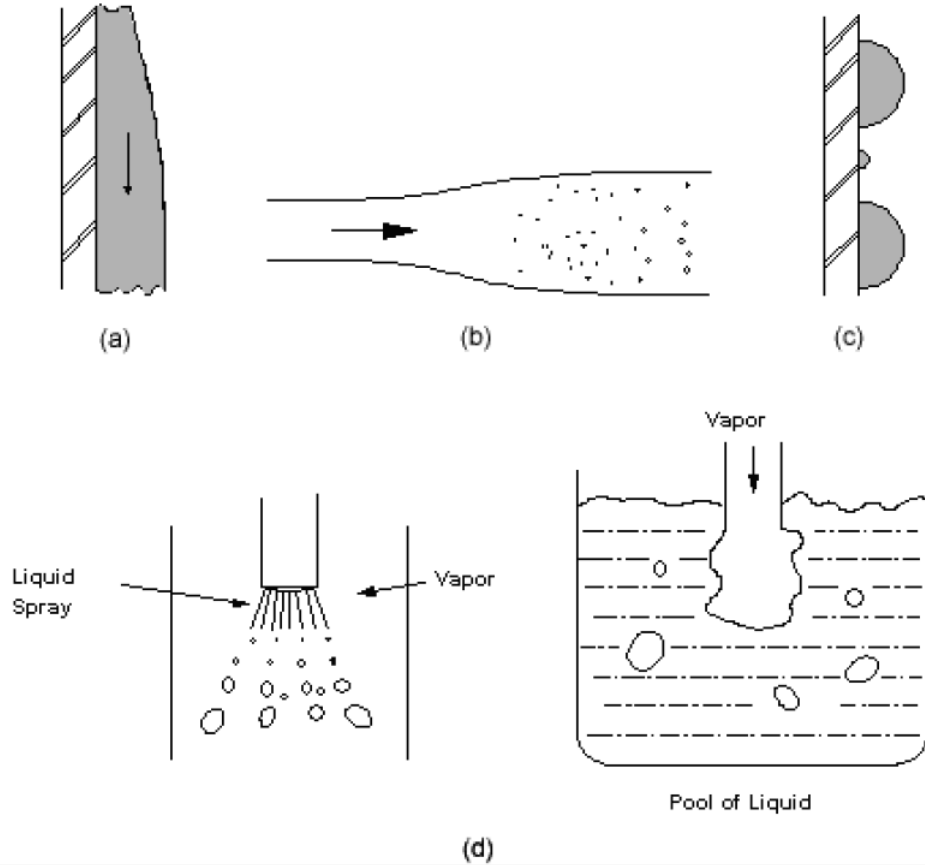 (a)
(b)
(c)
Vapor
Liquid
Spray
Vapor
Pool of Liquid
(d)